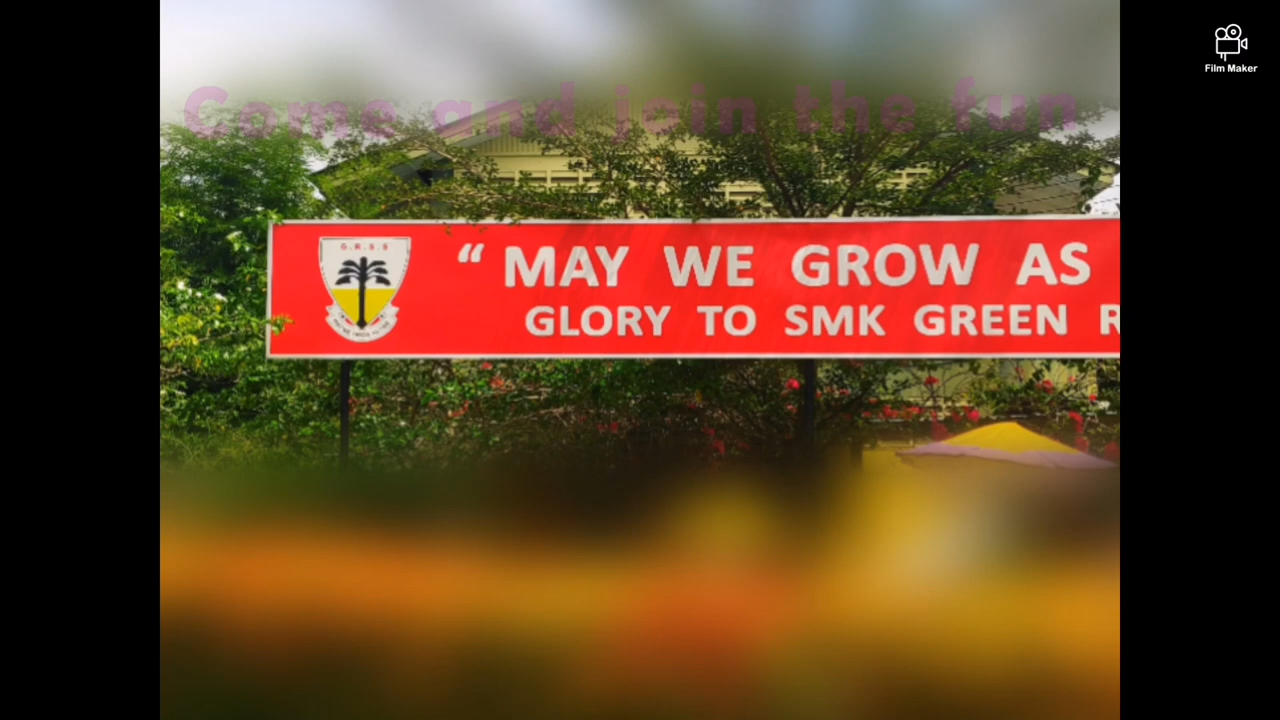 Film Maker
Come and join the fun
G.R.S.S
“ MAY WE GROW AS
GLORY TO SMK GREEN R